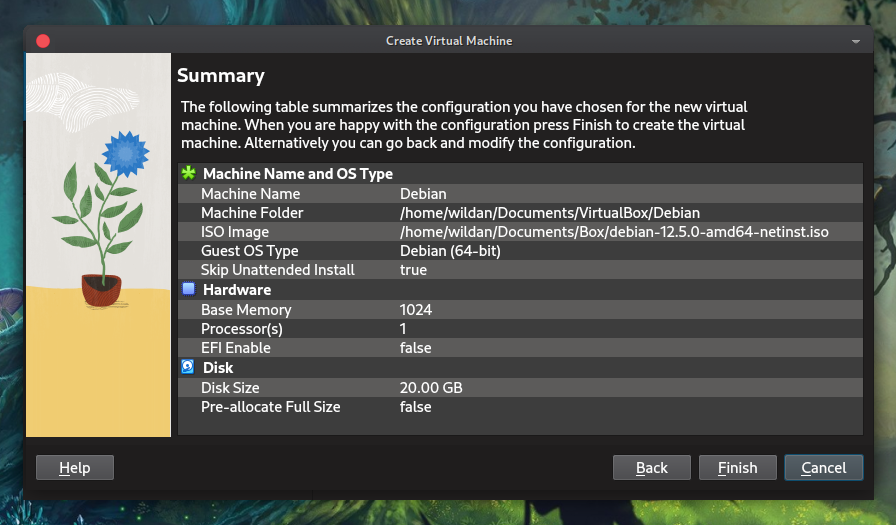 Create Virtual Machine
Summary
The following table summarizes the configuration you have chosen for the new virtual
machine. When you are happy with the configuration press Finish to create the virtual
machine. Alternatively you can go back and modify the configuration.
Machine Name and OS Type
Machine Name Debian
Machine Folder /home/wildan/Documents/VirtualBox/Debian
ISO Image /home/wildan/Documents/Box/debian-12.5.0-amd64-netinst.iso
Guest OS Type Debian (64-bit)
Skip Unattended Install true
Hardware
Base Memory 1024
Processor(s) 1
EFI Enable false
Disk
Disk Size 20.00 GB
Pre-allocate Full Size false
Help Back Finish Cancel